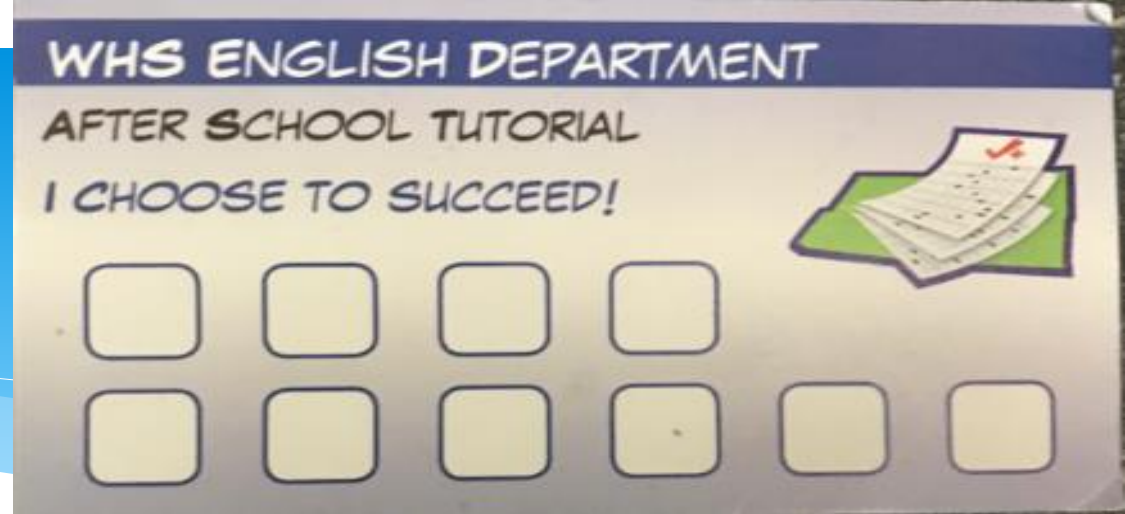 WHS ENGLISH DEPARTMENT
AFTER SCHOOL TUTORIAL
I CHOOSE TO SUCCEED!